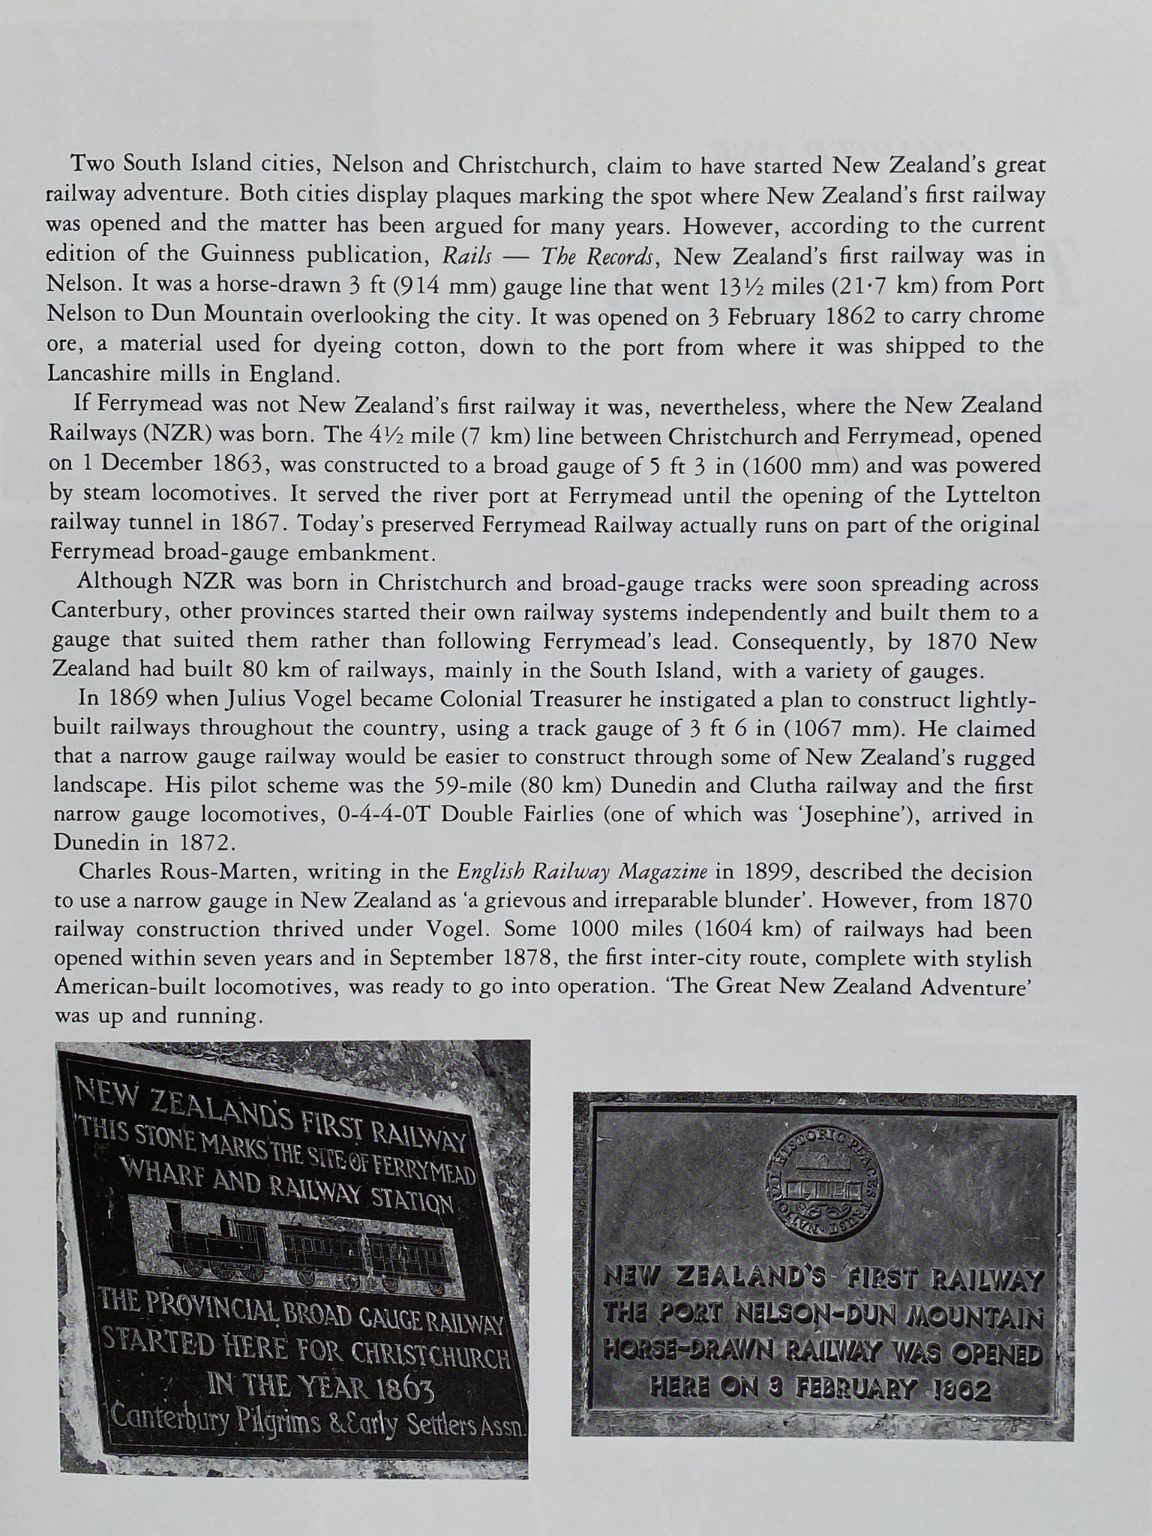 Two South Island cities, Nelson and Christchurch, claim to have started New Zealand's great
railway adventure. Both cities display plaques marking the spot where New Zealand's first railway
was opened and the matter has been argued for many years. However, according to the current
edition of the Guinness publication, Rails — The Records, New Zealand's first railway was in
Nelson. It was a horse-drawn 3 ft (914 mm) gauge line that went 13½ miles (21·7 km) from Port
Nelson to Dun Mountain overlooking the city. It was opened on 3 February 1862 to carry chrome
ore, a material used for dyeing cotton, down to the port from where it was shipped to the
Lancashire mills in England.
If Ferrymead was not New Zealand's first railway it was, nevertheless, where the New Zealand
Railways (NZR) was born. The 4½ mile (7 km) line between Christchurch and Ferrymead, opened
on 1 December 1863, was constructed to a broad gauge of 5 ft 3 in (1600 mm) and was powered
by steam locomotives. It served the river port at Ferrymead until the opening of the Lyttelton
railway tunnel in 1867. Today's preserved Ferrymead Railway actually runs on part of the original
Ferrymead broad-gauge embankment.
Although NZR was born in Christchurch and broad-gauge tracks were soon spreading across
Canterbury, other provinces started their own railway systems independently and built them to a
gauge that suited them rather than following Ferrymead's lead. Consequently, by 1870 New
Zealand had built 80 km of railways, mainly in the South Island, with a variety of gauges.
In 1869 when Julius Vogel became Colonial Treasurer he instigated a plan to construct lightly-
built railways throughout the country, using a track gauge of 3 ft 6 in (1067 mm). He claimed
that a narrow gauge railway would be easier to construct through some of New Zealand's rugged
landscape. His pilot scheme was the 59-mile (80 km) Dunedin and Clutha railway and the first
narrow gauge locomotives, 0-4-4-0T Double Fairlies (one of which was 'Josephine'), arrived in
Dunedin in 1872.
Charles Rous-Marten, writing in the English Railway Magazine in 1899, described the decision
to use a narrow gauge in New Zealand as 'a grievous and irreparable blunder'. However, from 1870
railway construction thrived under Vogel. Some 1000 miles (1604 km) of railways had been
opened within seven years and in September 1878, the first inter-city route, complete with stylish
American-built locomotives, was ready to go into operation. 'The Great New Zealand Adventure'
was up and running.
NEW ZEALAND'S FIRST RAILWAY
THIS STONE MARKS THE SITE OF FERRYMEAD
WHARF AND RAILWAY STATION
THE PROVINCIAL BROAD GAUGE RAILWAY
STARTED HERE FOR CHRISTCHURCH
IN THE YEAR 1863
Canterbury Pilgrims & Early Settlers Assn.
NATIONAL HISTORIC PLACES TRUST
NEW ZEALAND'S FIRST RAILWAY
THE PORT NELSON-DUN MOUNTAIN
HORSE-DRAWN RAILWAY WAS OPENED
HERE ON 3 FEBRUARY 1862